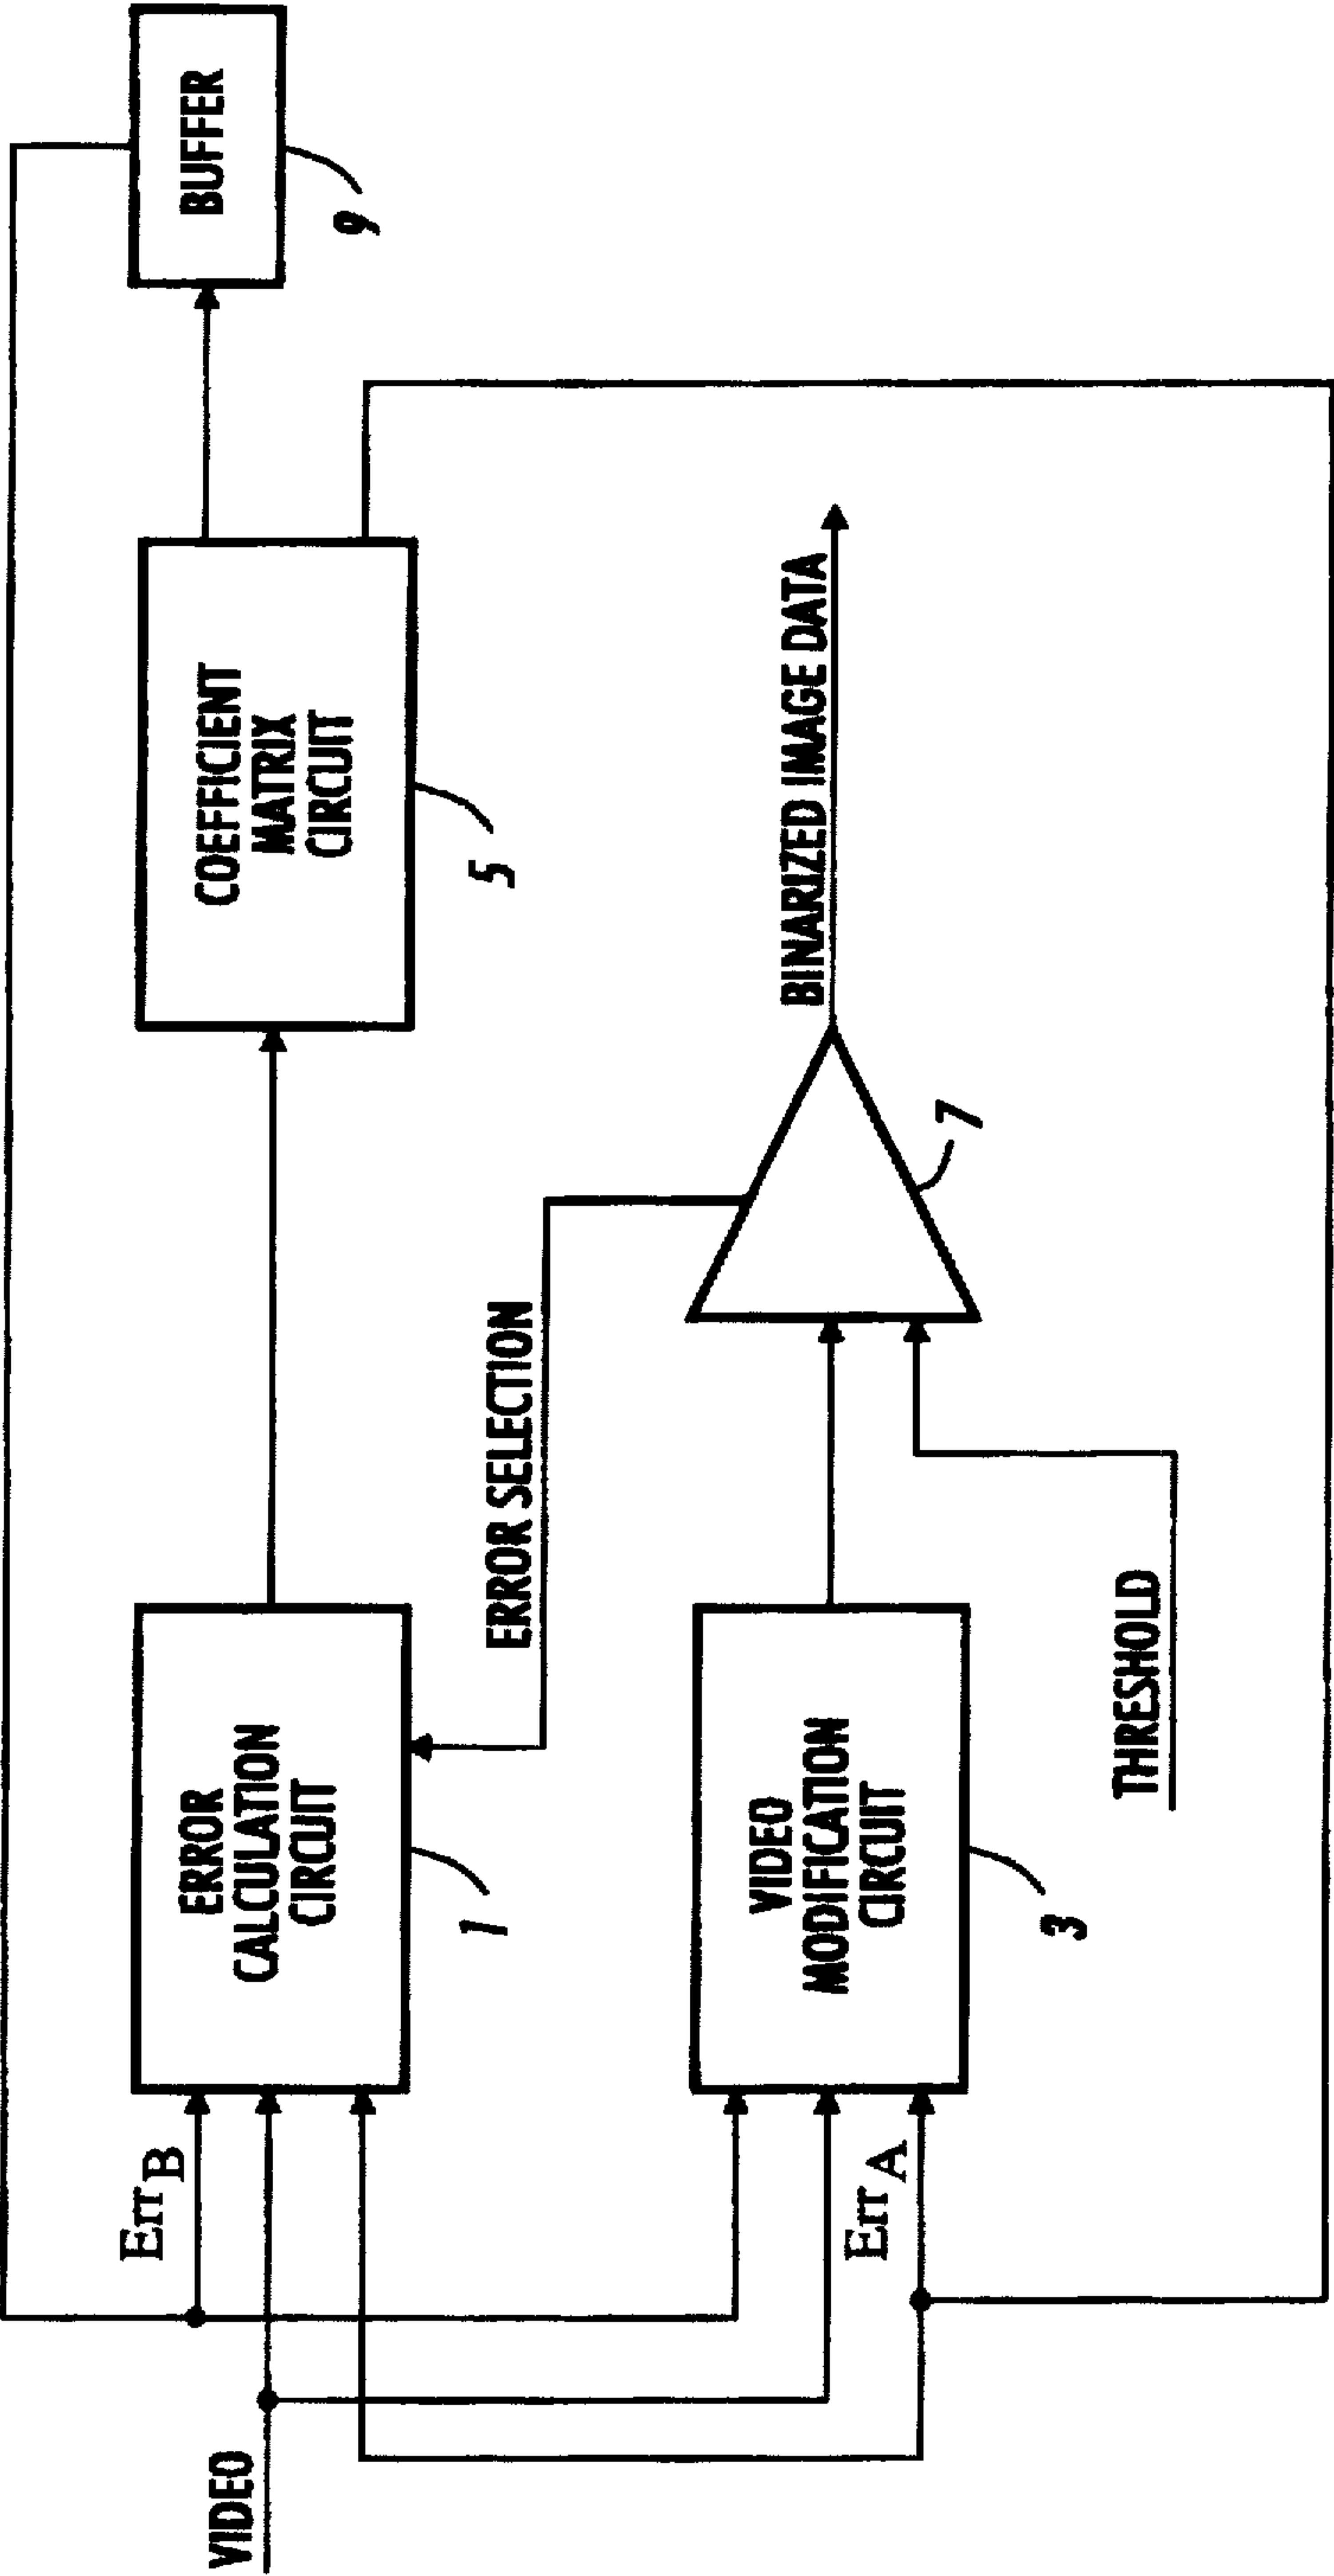 BUFFER
9
COEFFICIENT
MATRIX
CIRCUIT
5
BINARIZED IMAGE DATA
7
ERROR SELECTION
ERROR
CALCULATION
CIRCUIT
1
VIDEO
MODIFICATION
CIRCUIT
3
THRESHOLD
Err B
Err A
VIDEO